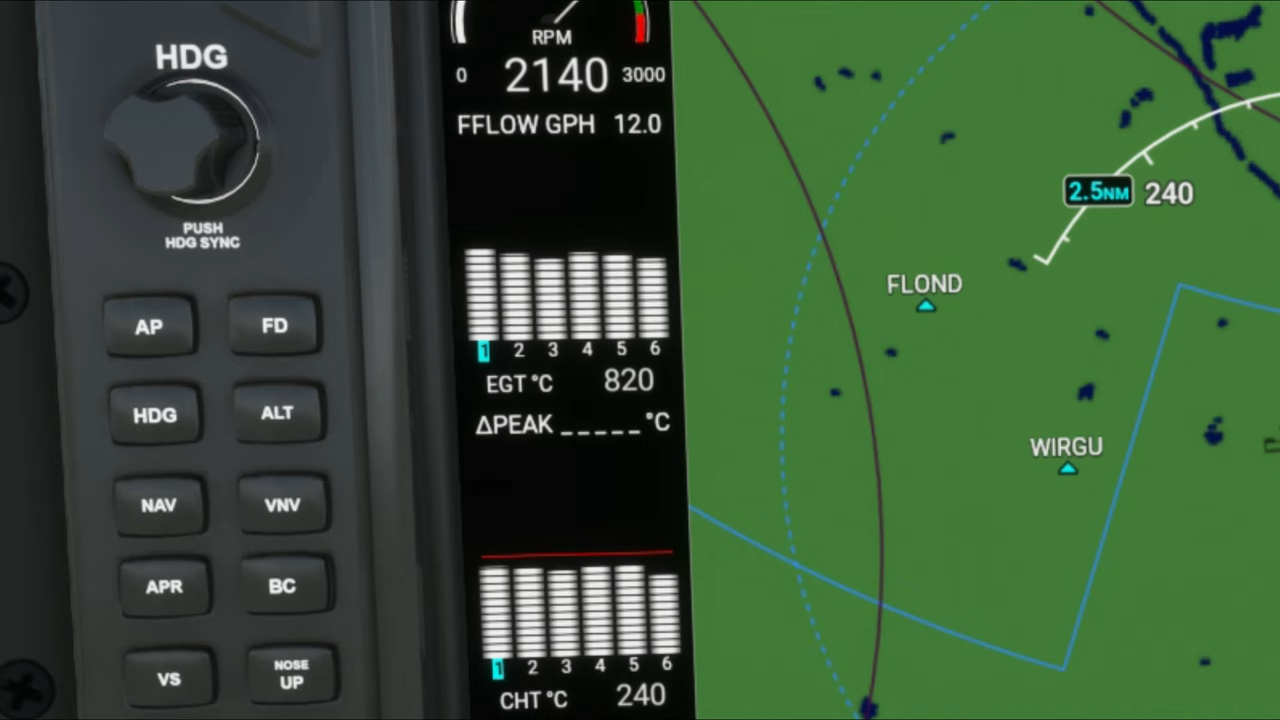 HDG
PUSH
HDG SYNC
AP
FD
HDG
ALT
NAV
VNV
APR
BC
VS
NOSE
UP
RPM
0 2140 3000
FFLOW GPH 12.0
1 2 3 4 5 6
EGT °C 820
ΔPEAK _____°C
1 2 3 4 5 6
CHT °C 240
2.5NM 240
FLOND
WIRGU